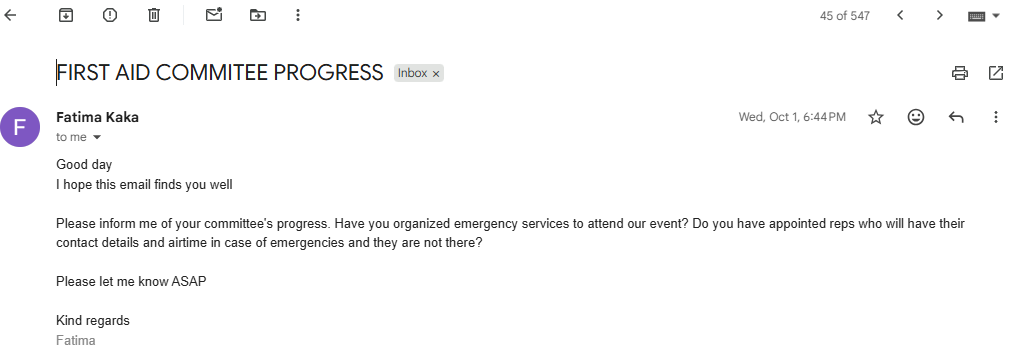 45 of 547
FIRST AID COMMITEE PROGRESS Inbox ×
F Fatima Kaka Wed, Oct 1, 6:44 PM
to me
Good day
I hope this email finds you well
Please inform me of your committee's progress. Have you organized emergency services to attend our event? Do you have appointed reps who will have their
contact details and airtime in case of emergencies and they are not there?
Please let me know ASAP
Kind regards
Fatima